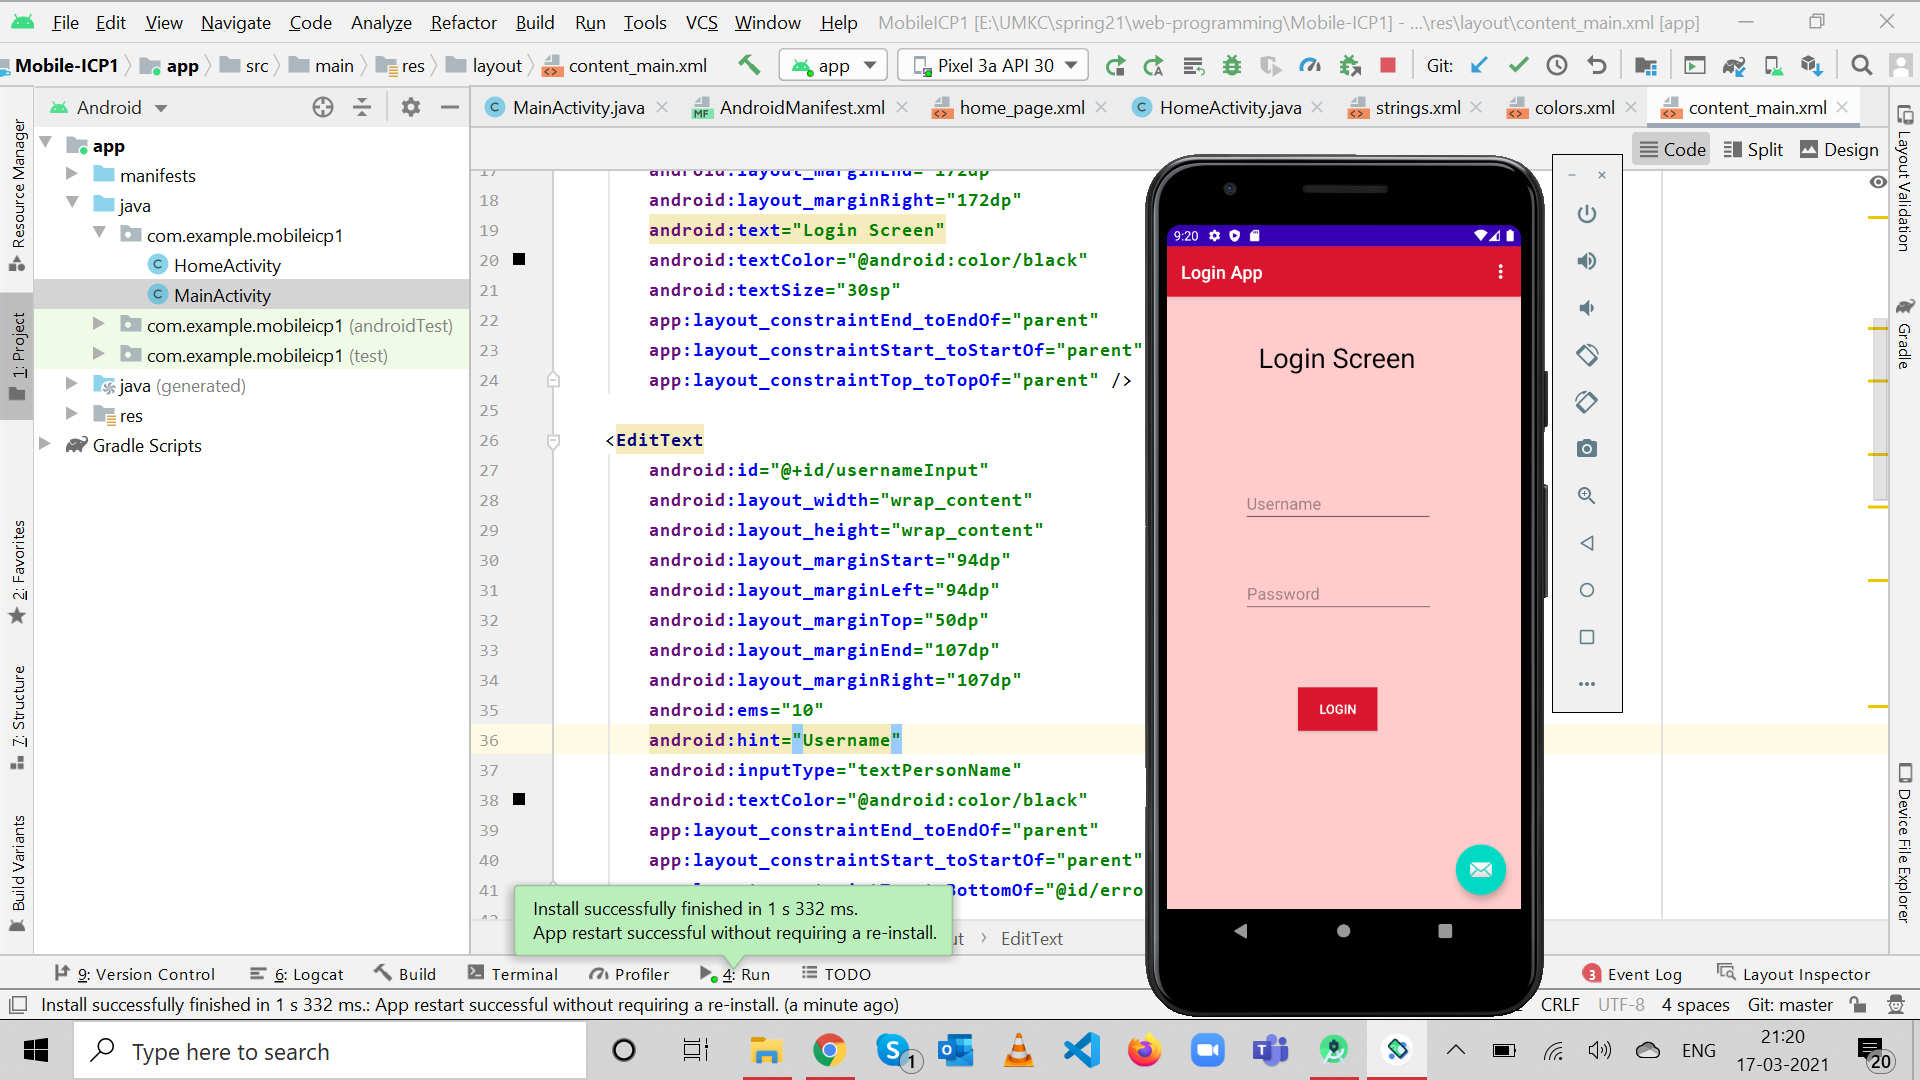 File Edit View Navigate Code Analyze Refactor Build Run Tools VCS Window Help MobileICP1 [E:\UMKC\spring21\web-programming\Mobile-ICP1] - ...\res\layout\content_main.xml [app]
Mobile-ICP1 app src main res layout content_main.xml app Pixel 3a API 30 Git:
Android
MainActivity.java AndroidManifest.xml home_page.xml HomeActivity.java strings.xml colors.xml content_main.xml
Code Split Design
app
manifests
java
com.example.mobileicp1
HomeActivity
MainActivity
com.example.mobileicp1 (androidTest)
com.example.mobileicp1 (test)
java (generated)
res
Gradle Scripts
Resource Manager
1: Project
2: Favorites
7: Structure
Build Variants
17 android:layout_marginEnd="172dp"
18 android:layout_marginRight="172dp"
19 android:text="Login Screen"
20 android:textColor="@android:color/black"
21 android:textSize="30sp"
22 app:layout_constraintEnd_toEndOf="parent"
23 app:layout_constraintStart_toStartOf="parent"
24 app:layout_constraintTop_toTopOf="parent" />
25
26 <EditText
27 android:id="@+id/usernameInput"
28 android:layout_width="wrap_content"
29 android:layout_height="wrap_content"
30 android:layout_marginStart="94dp"
31 android:layout_marginLeft="94dp"
32 android:layout_marginTop="50dp"
33 android:layout_marginEnd="107dp"
34 android:layout_marginRight="107dp"
35 android:ems="10"
36 android:hint="Username"
37 android:inputType="textPersonName"
38 android:textColor="@android:color/black"
39 app:layout_constraintEnd_toEndOf="parent"
40 app:layout_constraintStart_toStartOf="parent"
41 BottomOf="@id/erro
Install successfully finished in 1 s 332 ms.
App restart successful without requiring a re-install.
ut EditText
9:20
Login App
Login Screen
Username
Password
LOGIN
Layout Validation
Gradle
Device File Explorer
9: Version Control 6: Logcat Build Terminal Profiler 4: Run TODO 3 Event Log Layout Inspector
Install successfully finished in 1 s 332 ms.: App restart successful without requiring a re-install. (a minute ago) CRLF UTF-8 4 spaces Git: master
Type here to search
1
ENG
21:20
17-03-2021
20